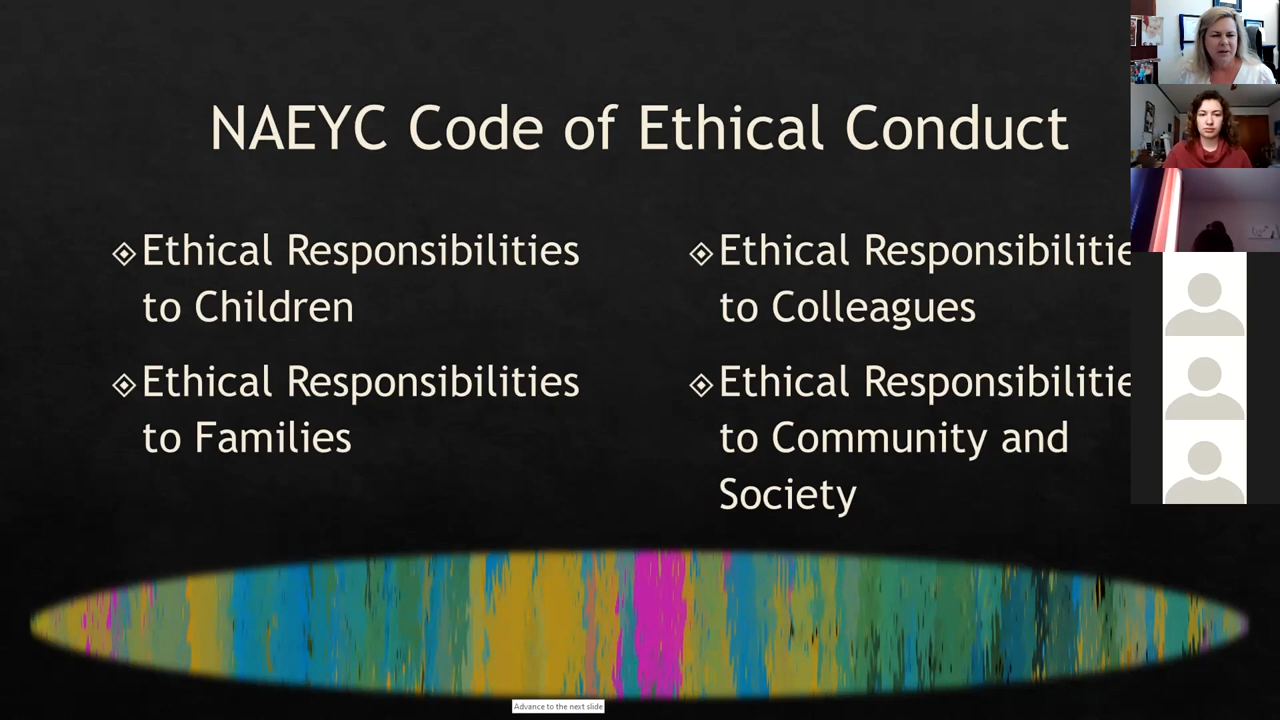 NAEYC Code of Ethical Conduct
Ethical Responsibilities
to Children
Ethical Responsibilities
to Families
Ethical Responsibilitie
to Colleagues
Ethical Responsibilitie
to Community and
Society
Advance to the next slide